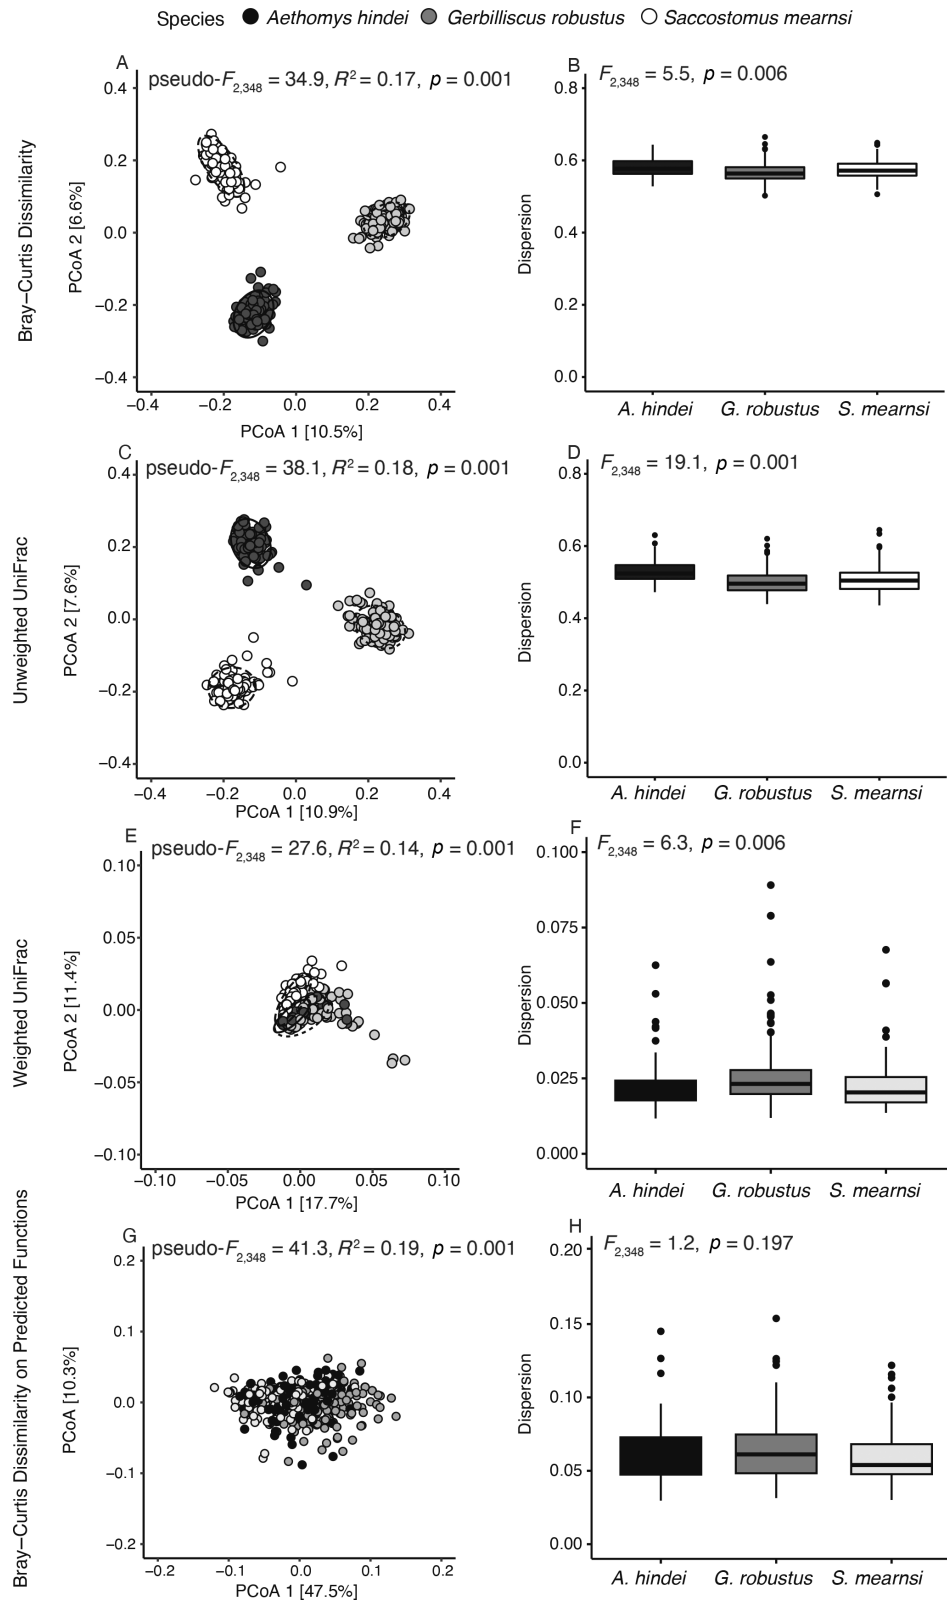 Species Aethomys hindei Gerbilliscus robustus Saccostomus mearnsi
Bray−Curtis Dissimilarity
A
pseudo-F2,348 = 34.9, R2 = 0.17, p = 0.001
PCoA 2 [6.6%]
0.4
0.2
0.0
−0.2
−0.4
−0.4 −0.2 0.0 0.2 0.4
PCoA 1 [10.5%]
B
F2,348 = 5.5, p = 0.006
Dispersion
0.8
0.6
0.4
0.2
0.0
A. hindei G. robustus S. mearnsi
Unweighted UniFrac
C
pseudo-F2,348 = 38.1, R2 = 0.18, p = 0.001
PCoA 2 [7.6%]
0.4
0.2
0.0
−0.2
−0.4
−0.4 −0.2 0.0 0.2 0.4
PCoA 1 [10.9%]
D
F2,348 = 19.1, p = 0.001
Dispersion
0.8
0.6
0.4
0.2
0.0
A. hindei G. robustus S. mearnsi
Weighted UniFrac
E
pseudo-F2,348 = 27.6, R2 = 0.14, p = 0.001
PCoA 2 [11.4%]
0.10
0.05
0.00
−0.05
−0.10
−0.10 −0.05 0.00 0.05 0.10
PCoA 1 [17.7%]
F
F2,348 = 6.3, p = 0.006
Dispersion
0.100
0.075
0.050
0.025
0.000
A. hindei G. robustus S. mearnsi
Bray−Curtis Dissimilarity on Predicted Functions
G
pseudo-F2,348 = 41.3, R2 = 0.19, p = 0.001
PCoA [10.3%]
0.2
0.1
0.0
−0.1
−0.2
−0.2 −0.1 0.0 0.1 0.2
PCoA 1 [47.5%]
H
F2,348 = 1.2, p = 0.197
Dispersion
0.20
0.15
0.10
0.05
0.00
A. hindei G. robustus S. mearnsi